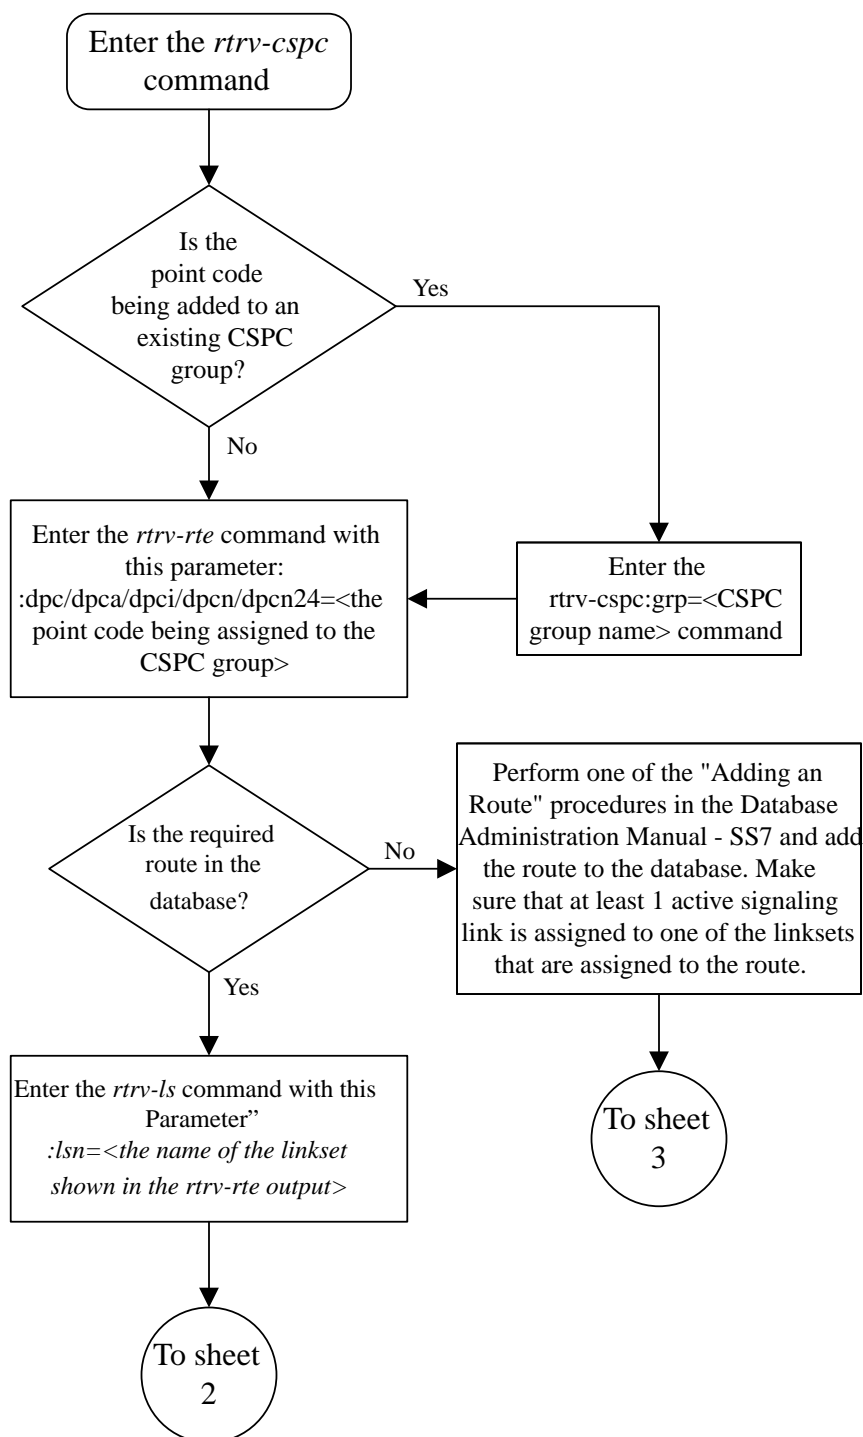 Enter the rtrv-cspc
command
Is the
point code
being added to an
existing CSPC
group?
Yes
No
Enter the rtrv-rte command with
this parameter:
:dpc/dpca/dpci/dpcn/dpcn24=<the
point code being assigned to the
CSPC group>
Enter the
rtrv-cspc:grp=<CSPC
group name> command
Is the required
route in the
database?
No
Yes
Perform one of the "Adding an
Route" procedures in the Database
Administration Manual - SS7 and add
the route to the database. Make
sure that at least 1 active signaling
link is assigned to one of the linksets
that are assigned to the route.
Enter the rtrv-ls command with this
Parameter”
:lsn=<the name of the linkset
shown in the rtrv-rte output>
To sheet
3
To sheet
2